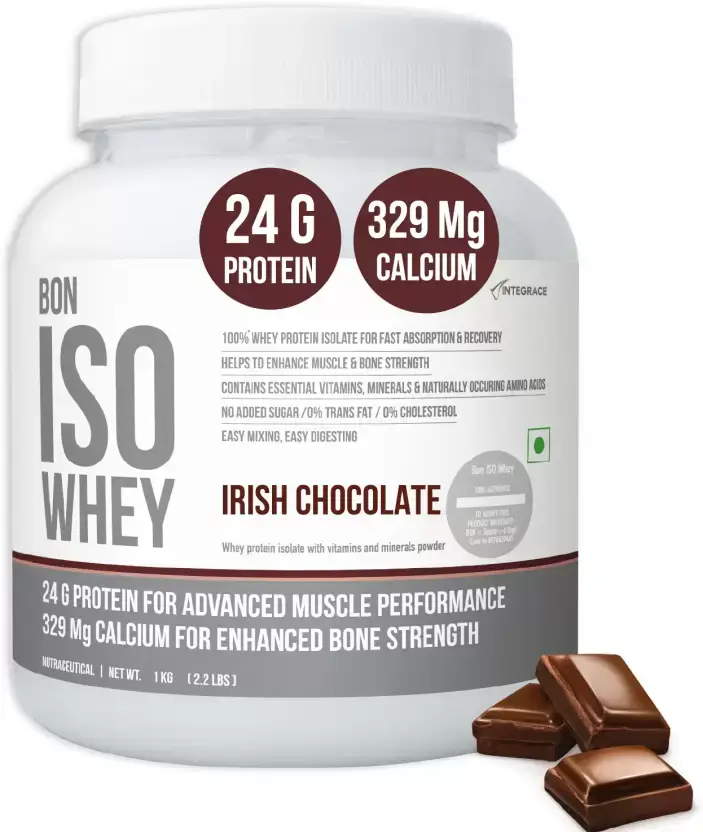 24 G
PROTEIN
329 Mg
CALCIUM
INTEGRACE
BON
ISO
WHEY
100%* WHEY PROTEIN ISOLATE FOR FAST ABSORPTION & RECOVERY
HELPS TO ENHANCE MUSCLE & BONE STRENGTH
CONTAINS ESSENTIAL VITAMINS, MINERALS & NATURALLY OCCURING AMINO ACIDS
NO ADDED SUGAR /0% TRANS FAT / 0% CHOLESTEROL
EASY MIXING, EASY DIGESTING
IRISH CHOCOLATE
Bon ISO Whey
Whey protein isolate with vitamins and minerals powder
24 G PROTEIN FOR ADVANCED MUSCLE PERFORMANCE
329 Mg CALCIUM FOR ENHANCED BONE STRENGTH
NUTRACEUTICAL | NET WT. 1 KG (2.2 LBS)